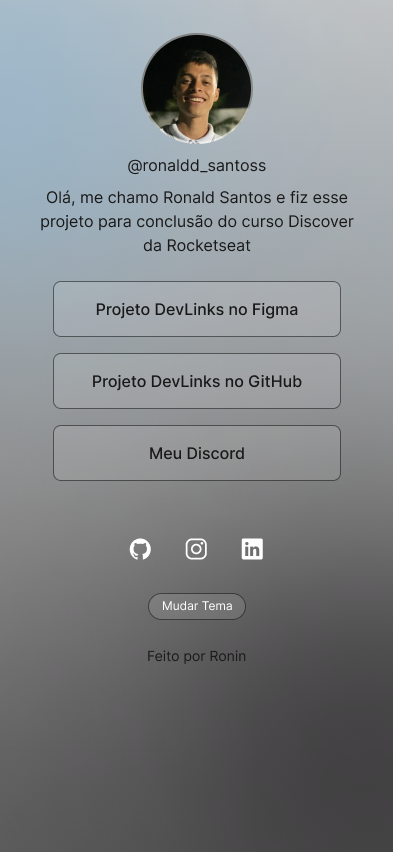 @ronaldd_santoss
Olá, me chamo Ronald Santos e fiz esse
projeto para conclusão do curso Discover
da Rocketseat
Projeto DevLinks no Figma
Projeto DevLinks no GitHub
Meu Discord
in
Mudar Tema
Feito por Ronin